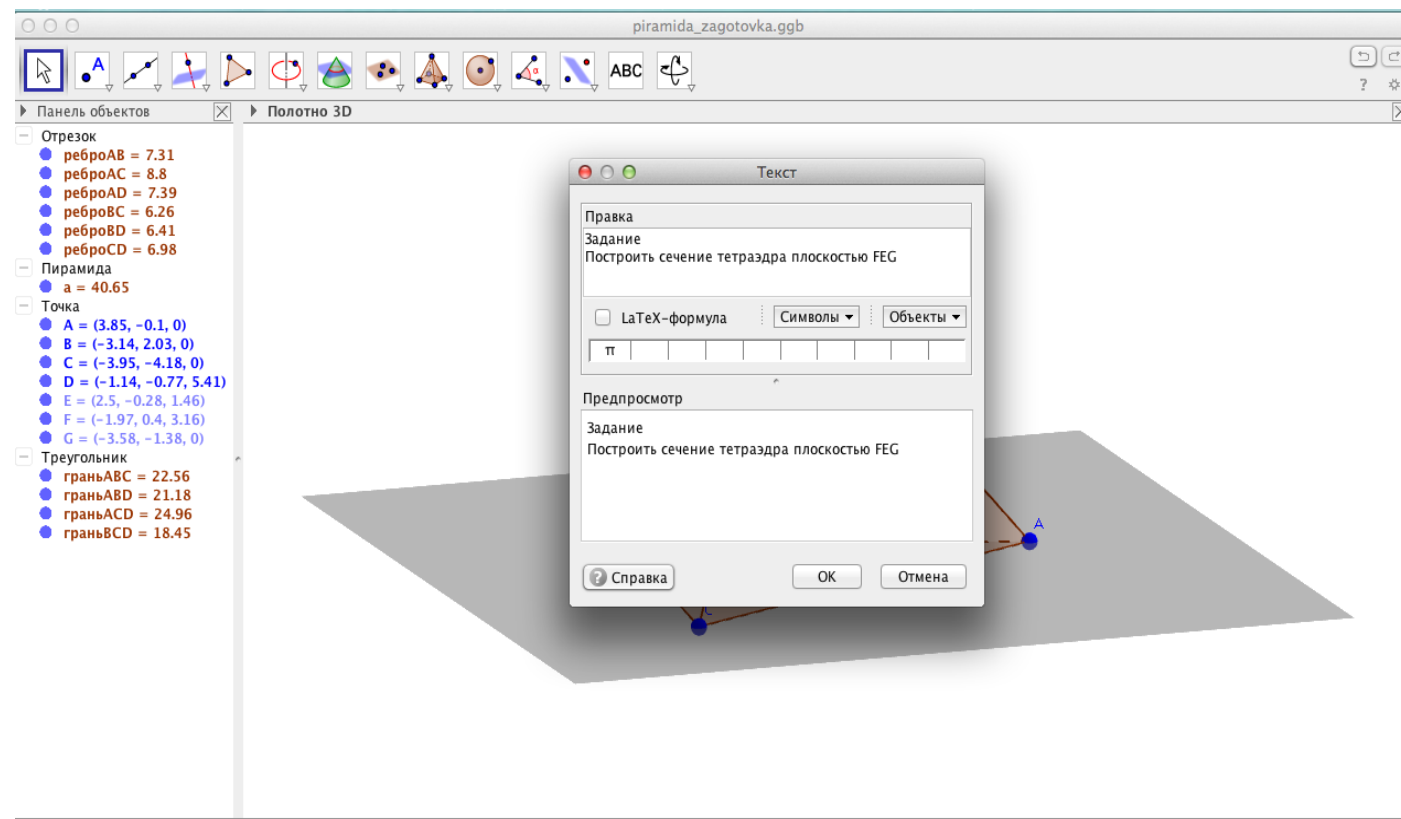 piramida_zagotovka.ggb
A
α
ABC
?
Панель объектов
Полотно 3D
Отрезок
реброAB = 7.31
реброAC = 8.8
реброAD = 7.39
реброBC = 6.26
реброBD = 6.41
реброCD = 6.98
Пирамида
a = 40.65
Точка
A = (3.85, -0.1, 0)
B = (-3.14, 2.03, 0)
C = (-3.95, -4.18, 0)
D = (-1.14, -0.77, 5.41)
E = (2.5, -0.28, 1.46)
F = (-1.97, 0.4, 3.16)
G = (-3.58, -1.38, 0)
Треугольник
граньABC = 22.56
граньABD = 21.18
граньACD = 24.96
граньBCD = 18.45
Текст
Правка
Задание
Построить сечение тетраэдра плоскостью FEG
LaTeX-формула
Символы
Объекты
π
Предпросмотр
Задание
Построить сечение тетраэдра плоскостью FEG
? Справка
OK
Отмена
A
C